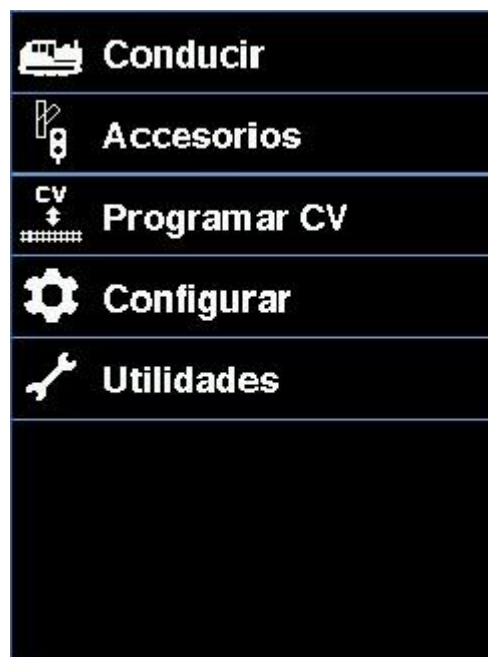 Conducir
Accesorios
CV
Programar CV
Configurar
Utilidades